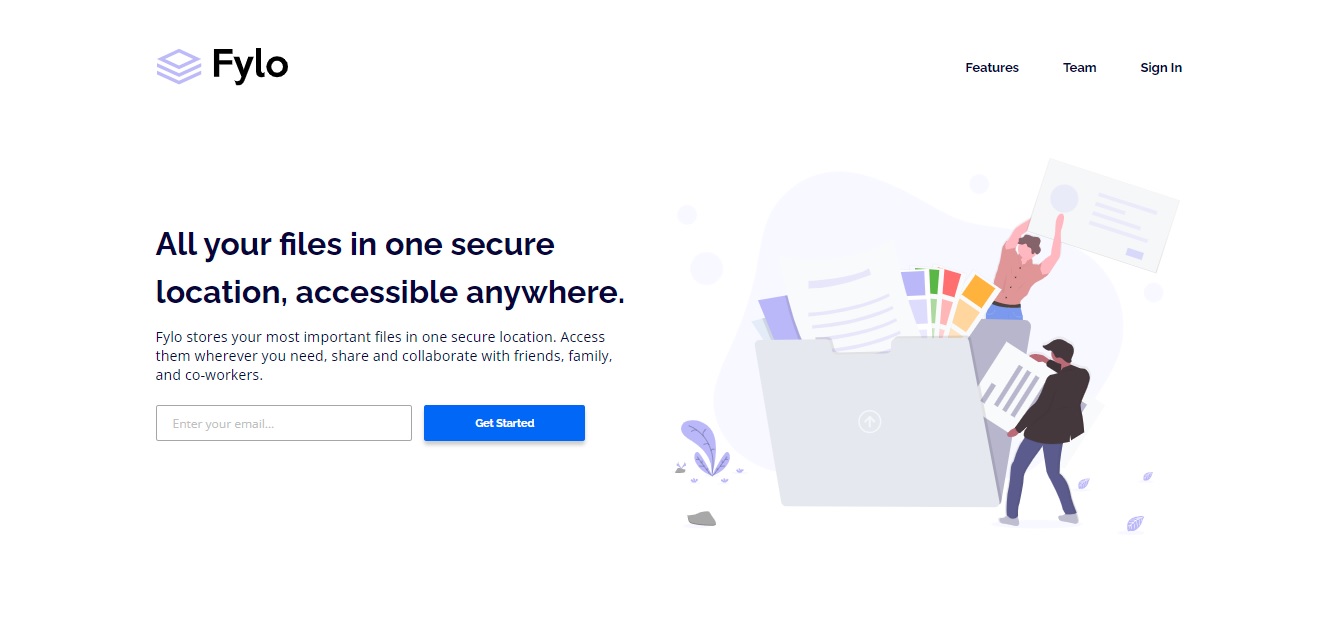 Fylo
Features
Team
Sign In
All your files in one secure
location, accessible anywhere.
Fylo stores your most important files in one secure location. Access
them wherever you need, share and collaborate with friends, family,
and co-workers.
Enter your email...
Get Started